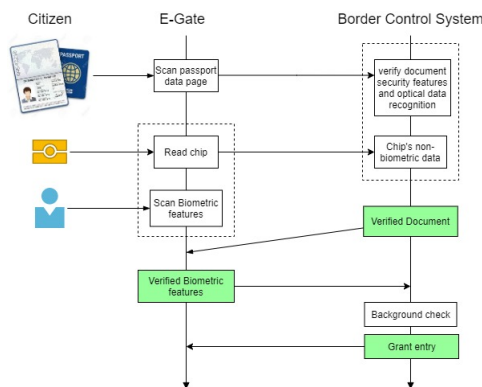 Citizen
E-Gate
Border Control System
PASSPORT
Scan passport
data page
verify document
security features
and optical data
recognition
Read chip
Chip's non-
biometric data
Scan Biometric
features
Verified Document
Verified Biometric
features
Background check
Grant entry